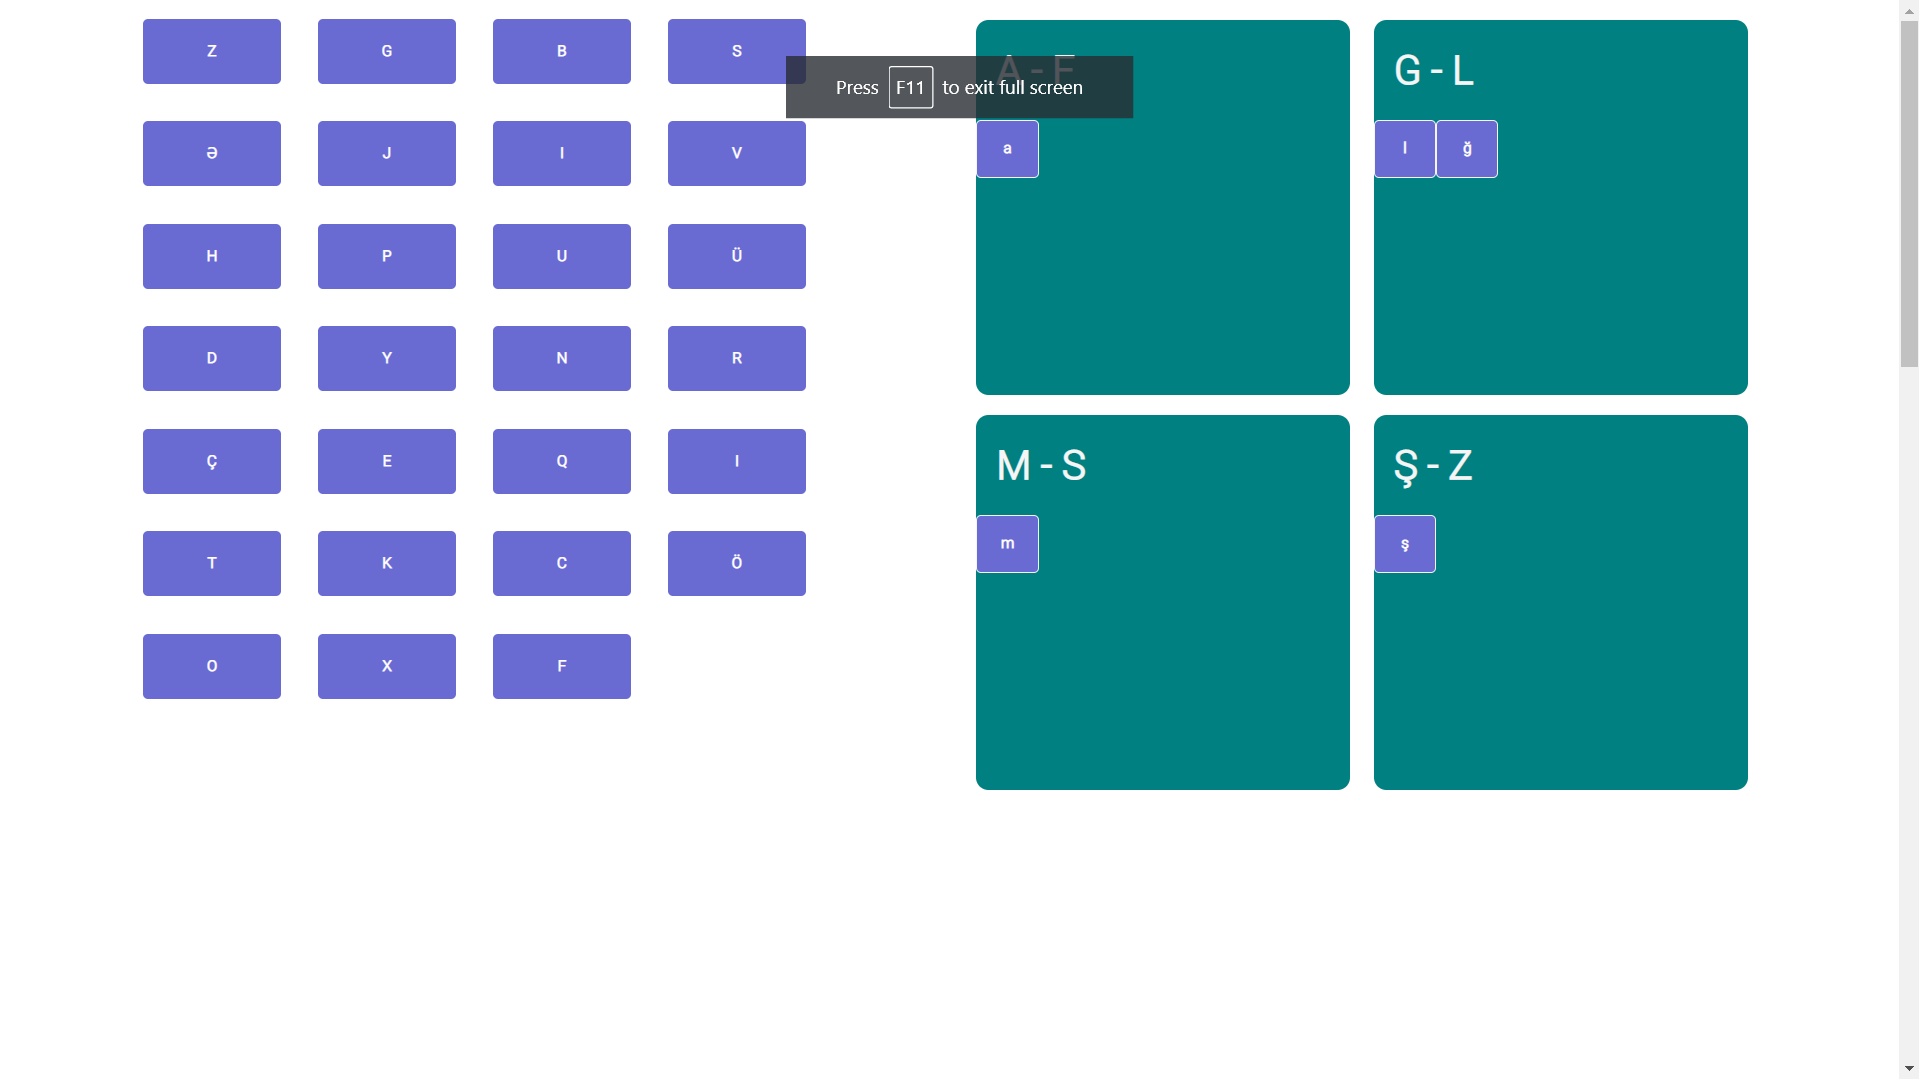 Z G B S
Ə J I V
H P U Ü
D Y N R
Ç E Q I
T K C Ö
O X F
Press F11 to exit full screen
A - F
a
G - L
l ğ
M - S
m
Ş - Z
ş